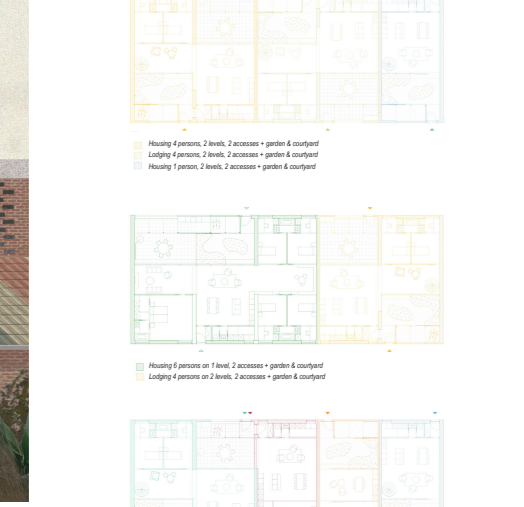 Housing 4 persons, 2 levels, 2 accesses + garden & courtyard
Lodging 4 persons, 2 levels, 2 accesses + garden & courtyard
Housing 1 person, 2 levels, 2 accesses + garden & courtyard
Housing 6 persons on 1 level, 2 accesses + garden & courtyard
Lodging 4 persons on 2 levels, 2 accesses + garden & courtyard